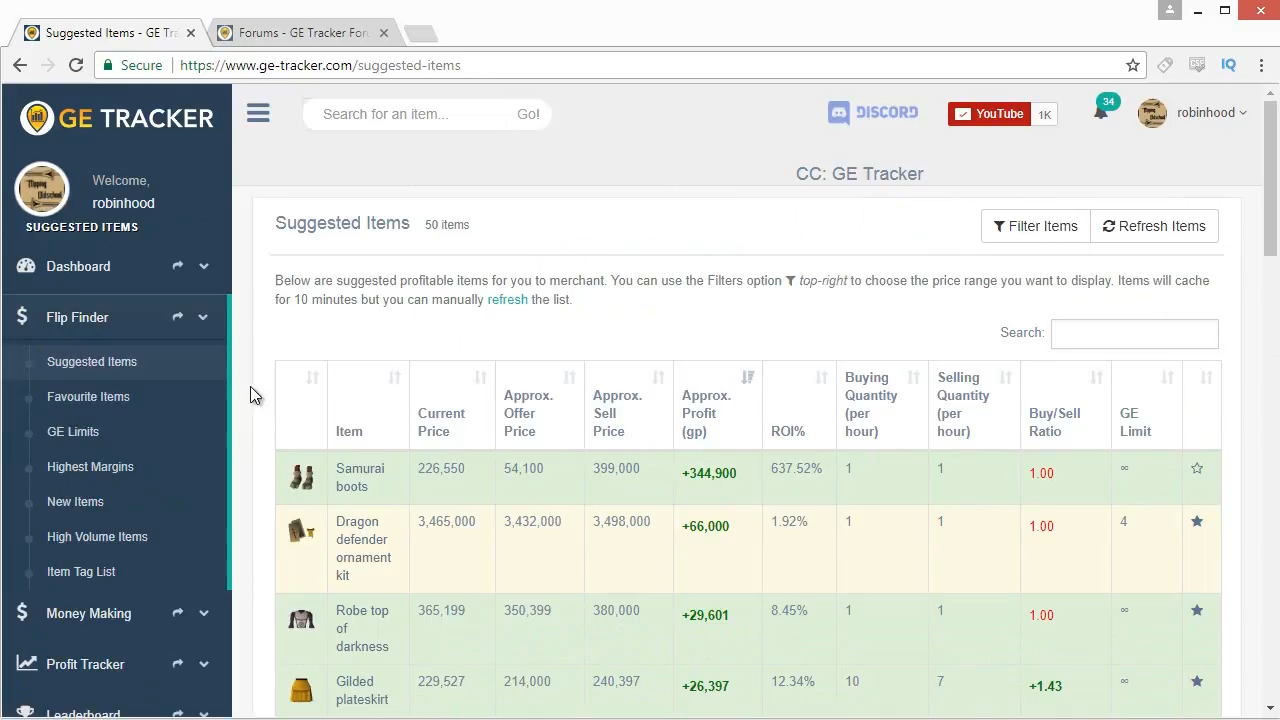 Suggested Items - GE Tra
Forums - GE Tracker For
Secure https://www.ge-tracker.com/suggested-items
IQ
GE TRACKER
Search for an item... Go!
DISCORD
YouTube 1K
34
robinhood
Welcome,
robinhood
SUGGESTED ITEMS
CC: GE Tracker
Dashboard
Flip Finder
Suggested Items
Favourite Items
GE Limits
Highest Margins
New Items
High Volume Items
Item Tag List
Money Making
Profit Tracker
Leaderboard
Suggested Items 50 items
Filter Items Refresh Items
Below are suggested profitable items for you to merchant. You can use the Filters option top-right to choose the price range you want to display. Items will cache
for 10 minutes but you can manually refresh the list.
Search:
Item
Current
Price
Approx.
Offer
Price
Approx.
Sell
Price
Approx.
Profit
(gp)
ROI%
Buying
Quantity
(per
hour)
Selling
Quantity
(per
hour)
Buy/Sell
Ratio
GE
Limit
Samurai
boots
226,550 54,100 399,000 +344,900 637.52% 1 1 1.00 ∞
Dragon
defender
ornament
kit
3,465,000 3,432,000 3,498,000 +66,000 1.92% 1 1 1.00 4
Robe top
of
darkness
365,199 350,399 380,000 +29,601 8.45% 1 1 1.00 ∞
Gilded
plateskirt
229,527 214,000 240,397 +26,397 12.34% 10 7 +1.43 ∞